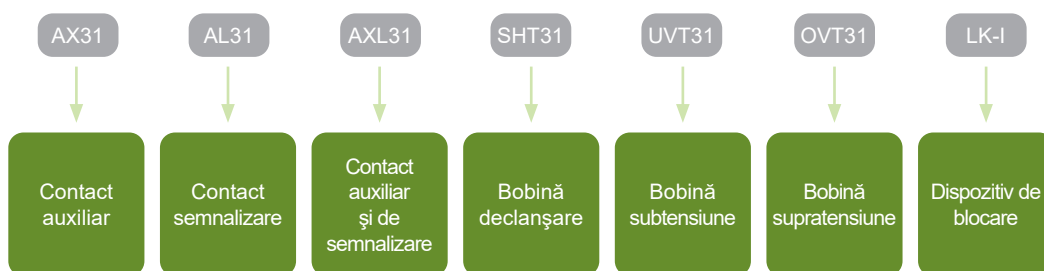 AX31
AL31
AXL31
SHT31
UVT31
OVT31
LK-I
Contact
auxiliar
Contact
semnalizare
Contact
auxiliar
şi de
semnalizare
Bobină
declanşare
Bobină
subtensiune
Bobină
supratensiune
Dispozitiv de
blocare